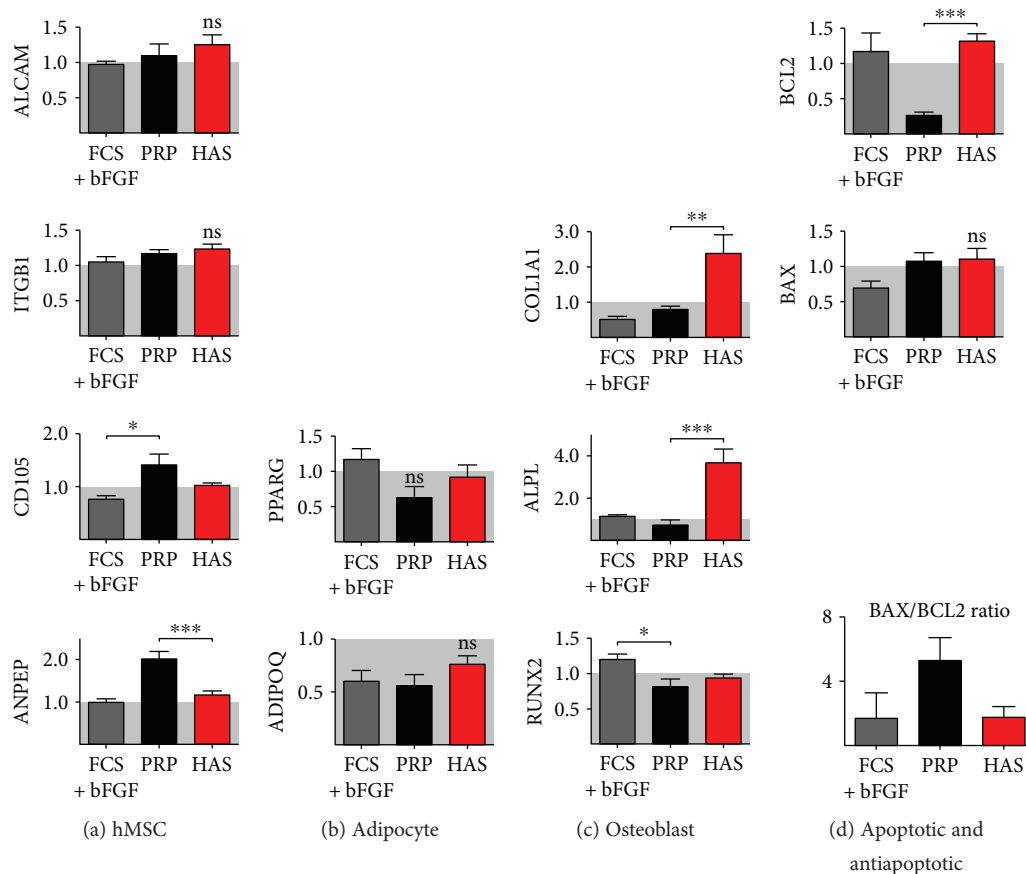 ALCAM
1.5
1.0
0.5
ns
FCS PRP HAS
+ bFGF
BCL2
1.5
1.0
0.5
***
FCS PRP HAS
+ bFGF
ITGB1
1.5
1.0
0.5
ns
FCS PRP HAS
+ bFGF
COL1A1
3.0
2.0
1.0
**
FCS PRP HAS
+ bFGF
BAX
1.5
1.0
0.5
ns
FCS PRP HAS
+ bFGF
CD105
2.0
1.0
*
FCS PRP HAS
+ bFGF
PPARG
1.5
1.0
0.5
ns
FCS PRP HAS
+ bFGF
ALPL
4.0
2.0
***
FCS PRP HAS
+ bFGF
ANPEP
2.0
1.0
***
FCS PRP HAS
+ bFGF
ADIPOQ
1.0
0.5
0.0
ns
FCS PRP HAS
+ bFGF
RUNX2
1.5
1.0
0.5
*
FCS PRP HAS
+ bFGF
BAX/BCL2 ratio
8
4
FCS PRP HAS
+ bFGF
(a) hMSC
(b) Adipocyte
(c) Osteoblast
(d) Apoptotic and
antiapoptotic